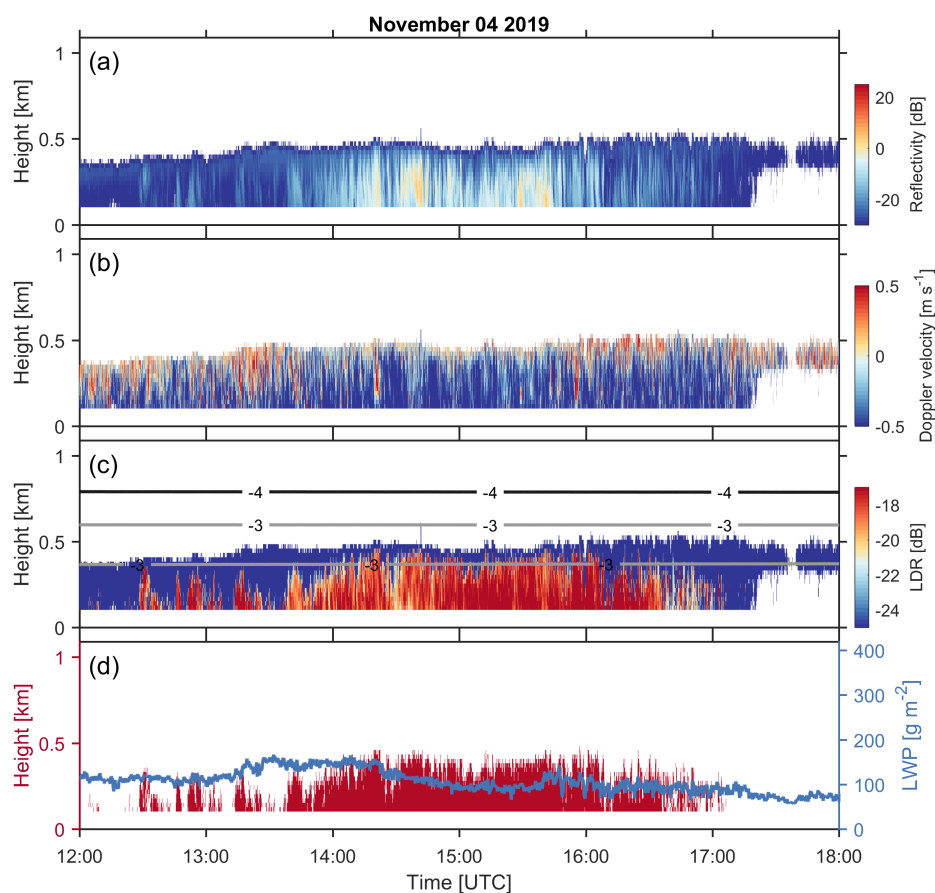 November 04 2019
(a)
1
0.5
0
Height [km]
20
0
-20
Reflectivity [dB]
(b)
1
0.5
0
Height [km]
0.5
0
-0.5
Doppler velocity [m s⁻¹]
(c)
1
0.5
0
Height [km]
-4 -4 -4
-3 -3 -3
-3 -3 -3
-18
-20
-22
-24
LDR [dB]
(d)
1
0.5
0
Height [km]
400
300
200
100
0
LWP [g m⁻²]
12:00 13:00 14:00 15:00 16:00 17:00 18:00
Time [UTC]